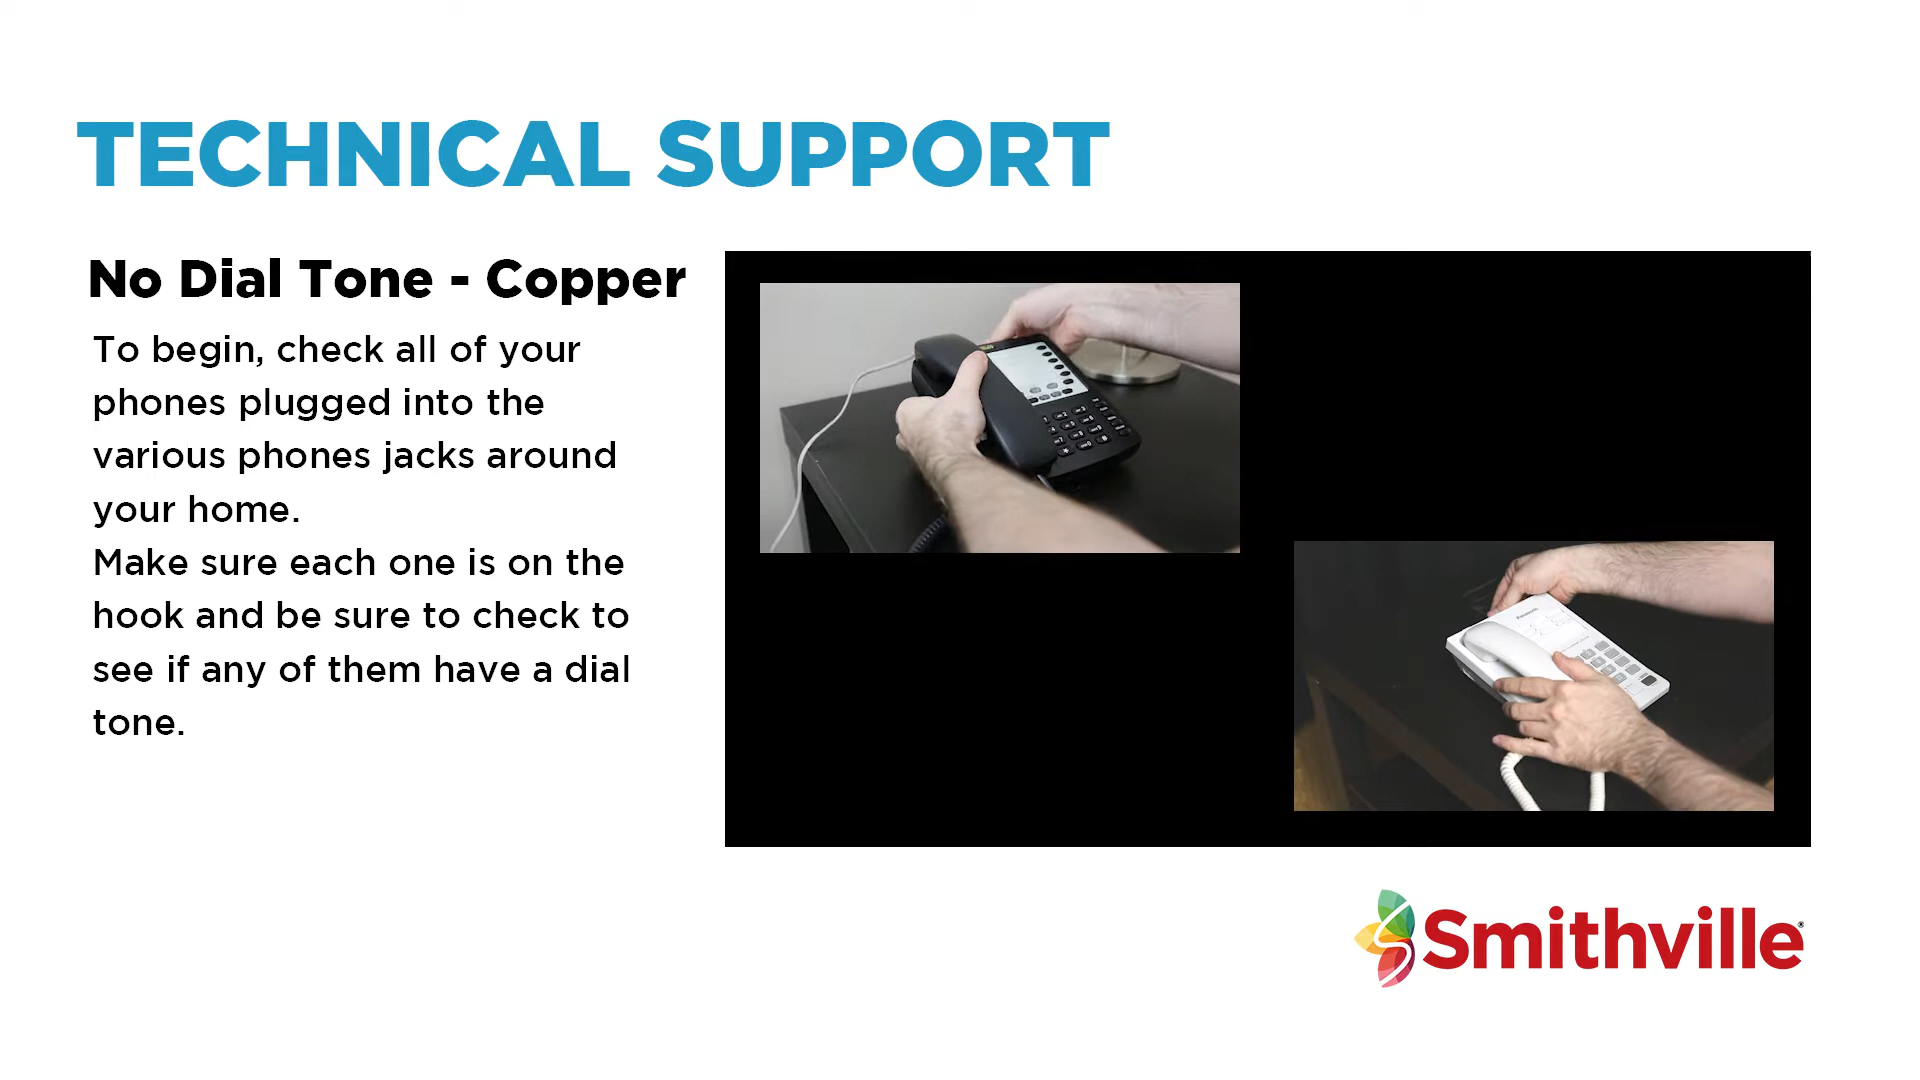 TECHNICAL SUPPORT
No Dial Tone - Copper
To begin, check all of your
phones plugged into the
various phones jacks around
your home.
Make sure each one is on the
hook and be sure to check to
see if any of them have a dial
tone.
Panasonic
Smithville®